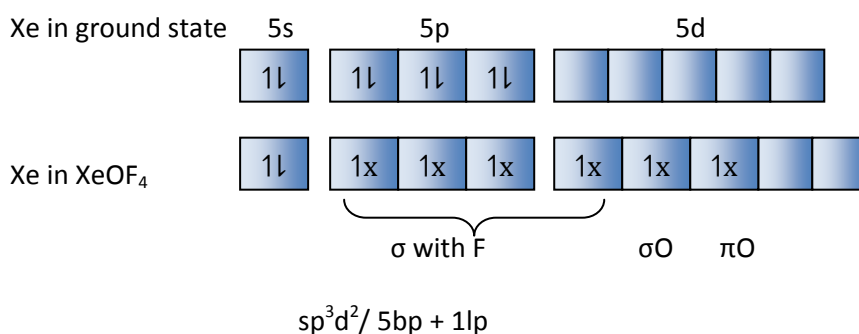 Xe in ground state 5s 5p 5d
1⇂ 1⇂ 1⇂ 1⇂
Xe in XeOF₄ 1⇂ 1x 1x 1x 1x 1x 1x
σ with F σO πO
sp³d²/ 5bp + 1lp